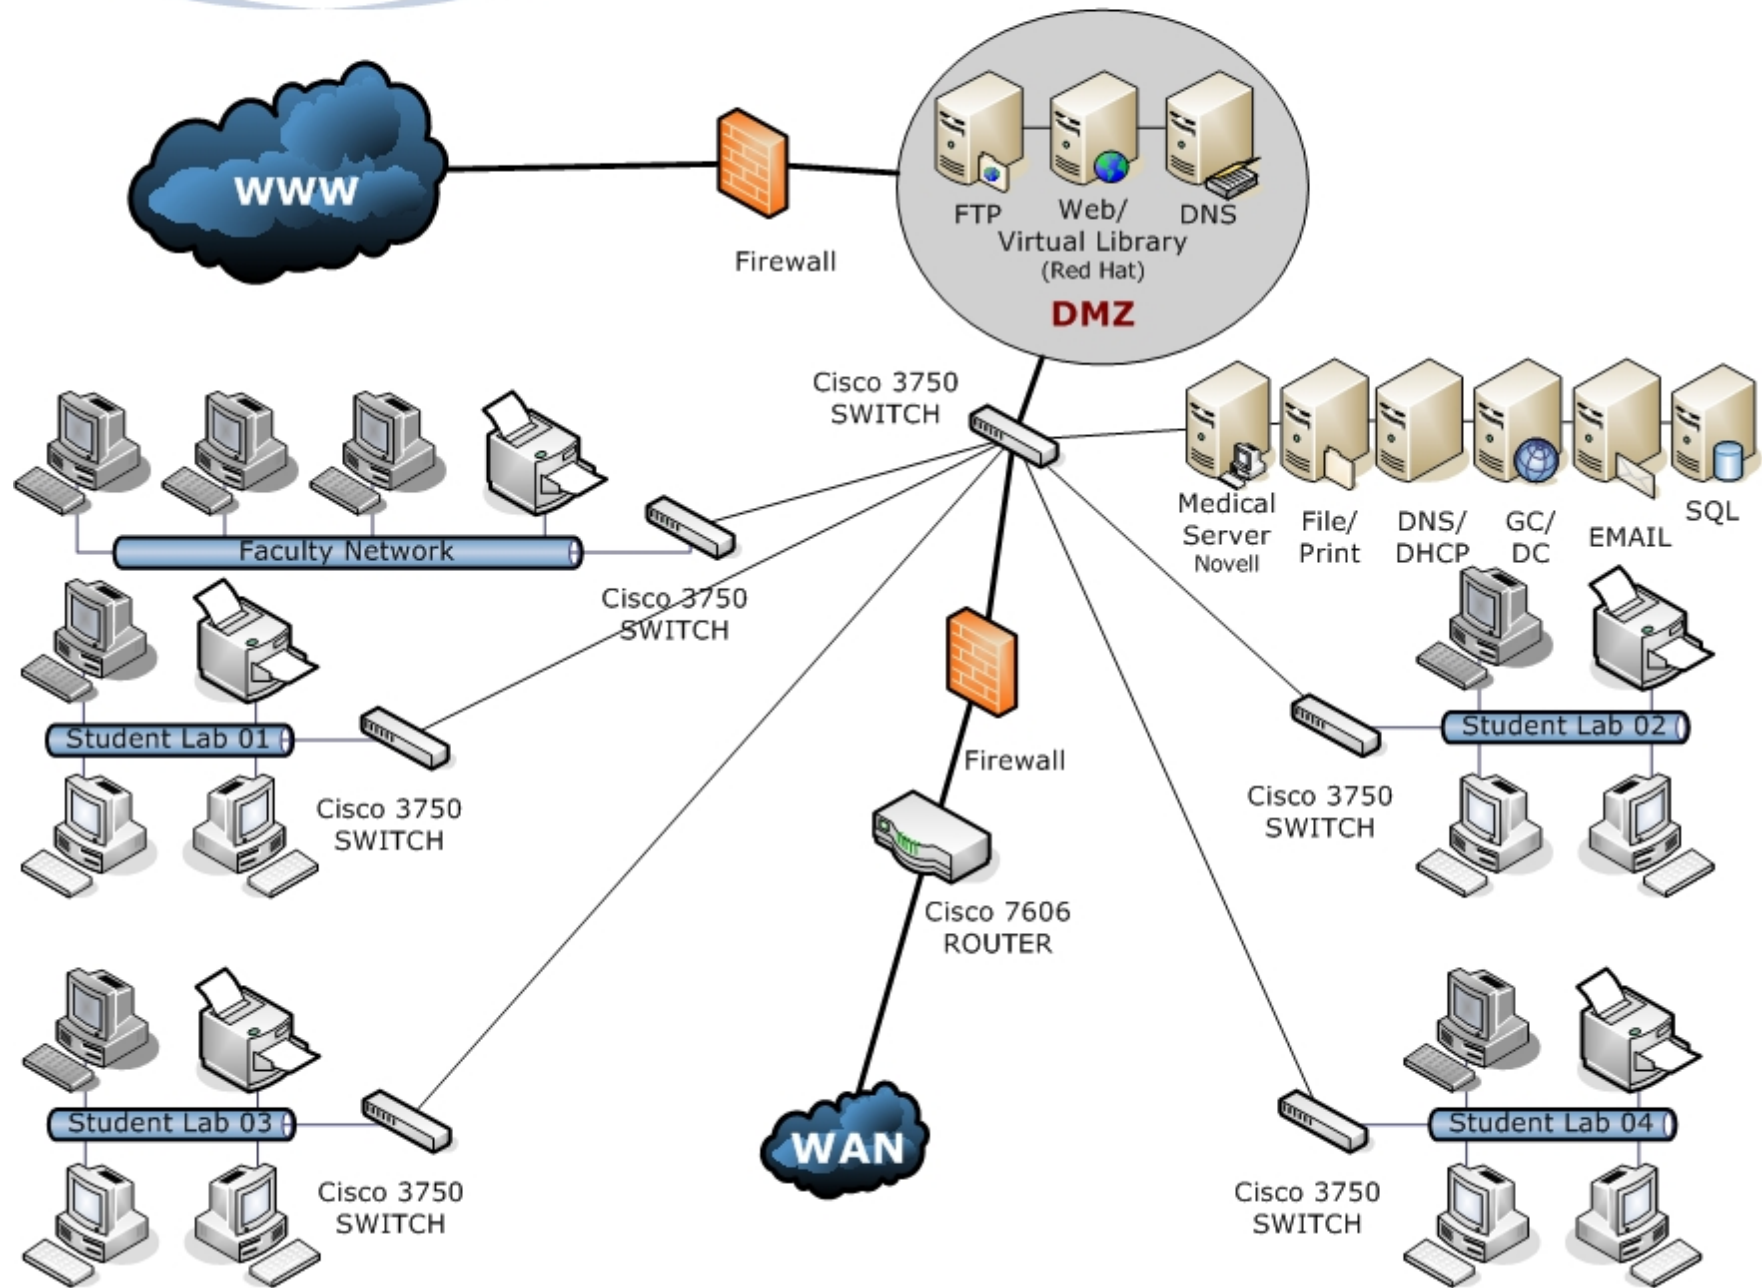 WWW
Firewall
FTP
Web/
DNS
Virtual Library
(Red Hat)
DMZ
Cisco 3750
SWITCH
Medical
Server
Novell
File/
Print
DNS/
DHCP
GC/
DC
EMAIL
SQL
Faculty Network
Cisco 3750
SWITCH
Student Lab 01
Cisco 3750
SWITCH
Firewall
Student Lab 02
Cisco 3750
SWITCH
Cisco 7606
ROUTER
Student Lab 03
Cisco 3750
SWITCH
WAN
Student Lab 04
Cisco 3750
SWITCH